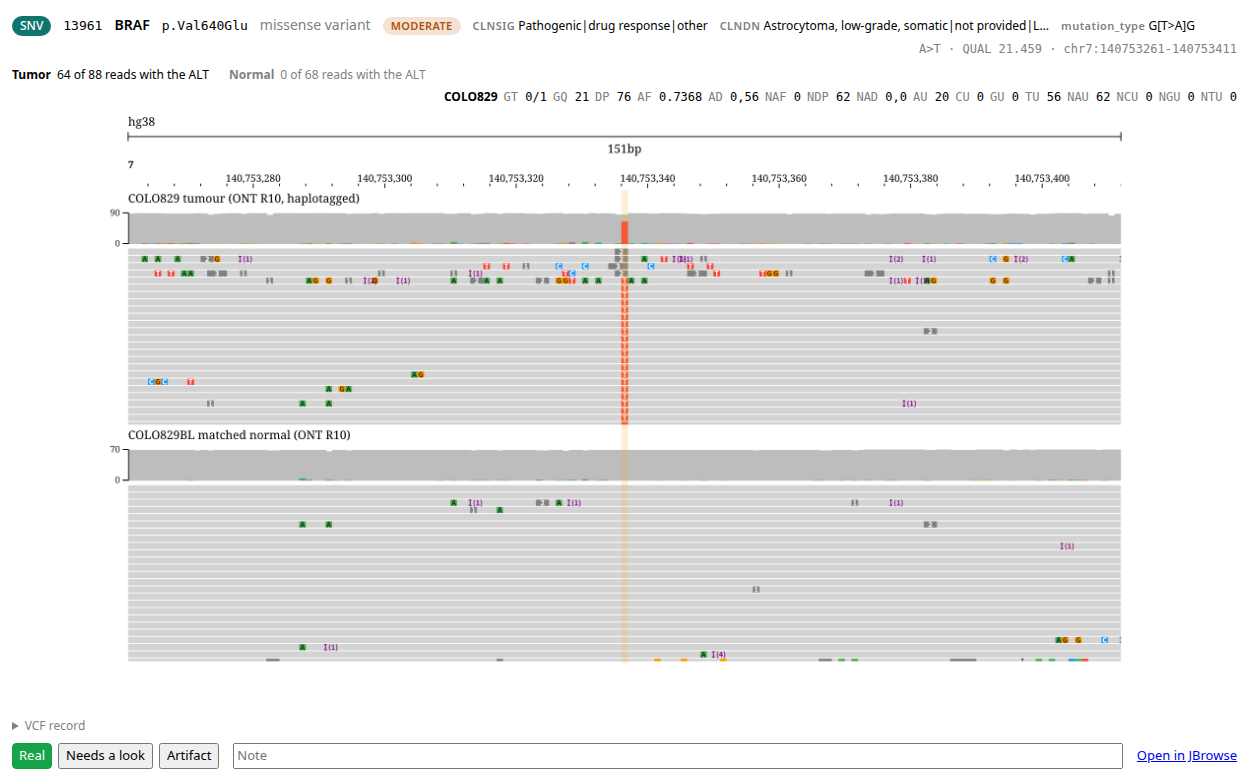 SNV 13961 BRAF p.Val640Glu missense variant MODERATE CLNSIG Pathogenic|drug response|other CLNDN Astrocytoma, low-grade, somatic|not provided|L... mutation_type G[T>A]G
A>T · QUAL 21.459 · chr7:140753261-140753411
Tumor 64 of 88 reads with the ALT Normal 0 of 68 reads with the ALT
COLO829 GT 0/1 GQ 21 DP 76 AF 0.7368 AD 0,56 NAF 0 NDP 62 NAD 0,0 AU 20 CU 0 GU 0 TU 56 NAU 62 NCU 0 NGU 0 NTU 0
hg38
151bp
7
140,753,280 140,753,300 140,753,320 140,753,340 140,753,360 140,753,380 140,753,400
COLO829 tumour (ONT R10, haplotagged)
90
0
COLO829BL matched normal (ONT R10)
70
0
▶ VCF record
Real Needs a look Artifact Note Open in JBrowse